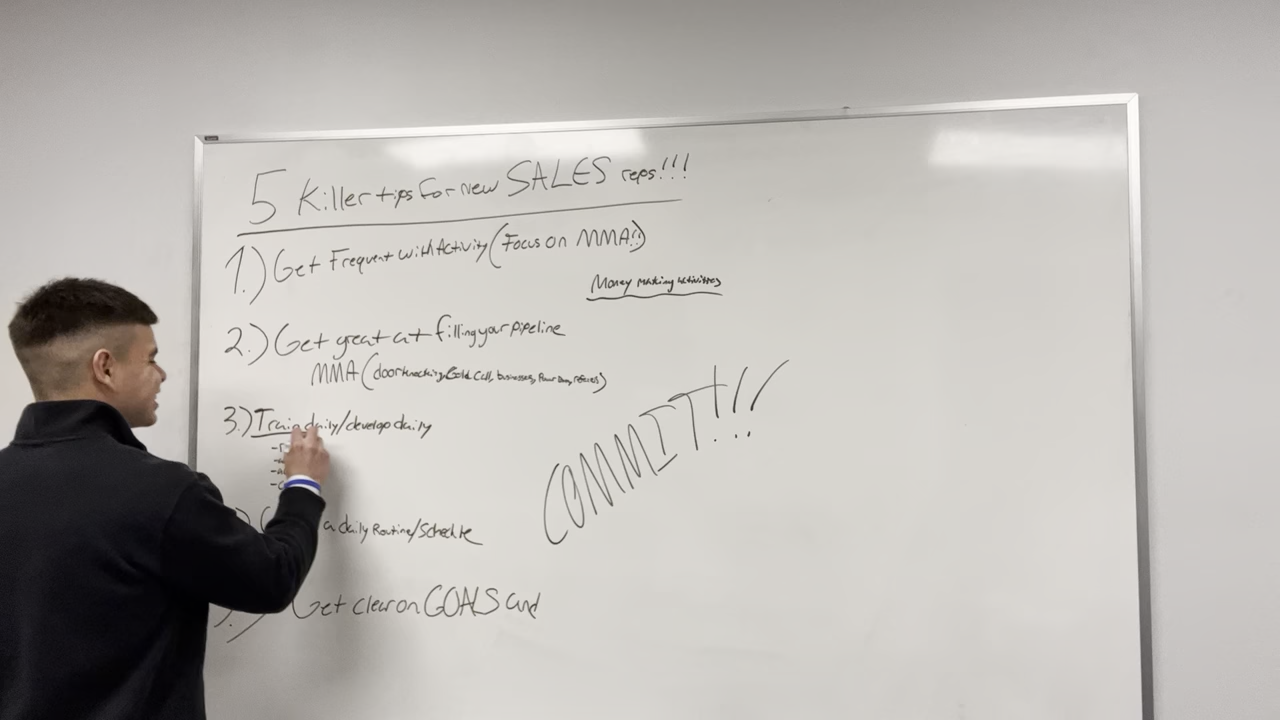 5 Killer tips For new SALES reps!!!
1.) Get Frequent with Activity (Focus on MMA!!)
Money Making Activities
2.) Get great at filling your pipeline
MMA (door knocking, Cold Call, businesses, Power Dial, referrals)
3.) Train daily/develop daily
a daily Routine/Schedule
Get clear on GOALS and
COMMIT!!!